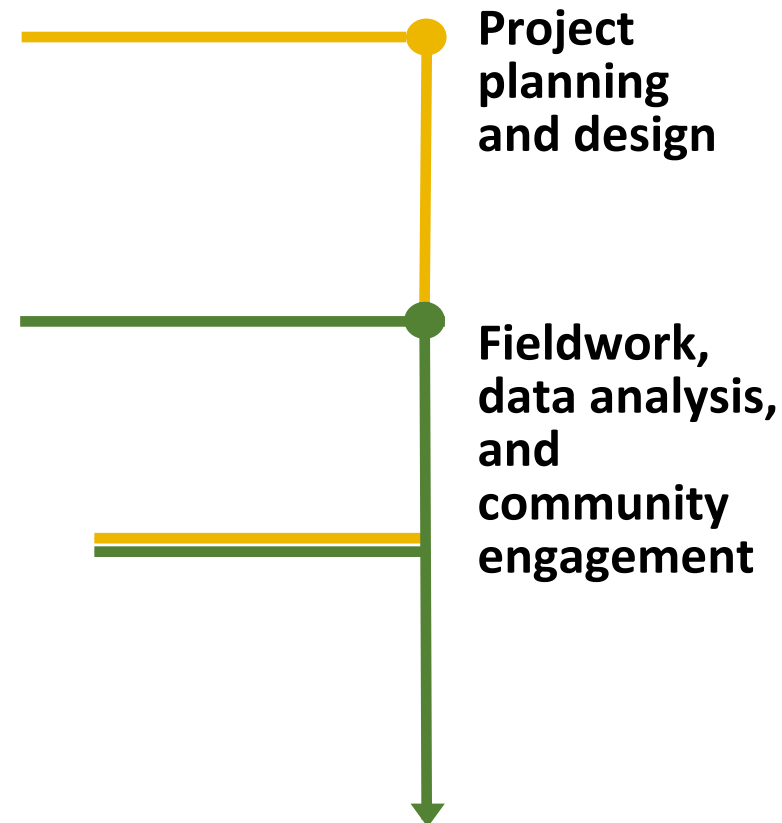 Project
planning
and design
Fieldwork,
data analysis,
and
community
engagement